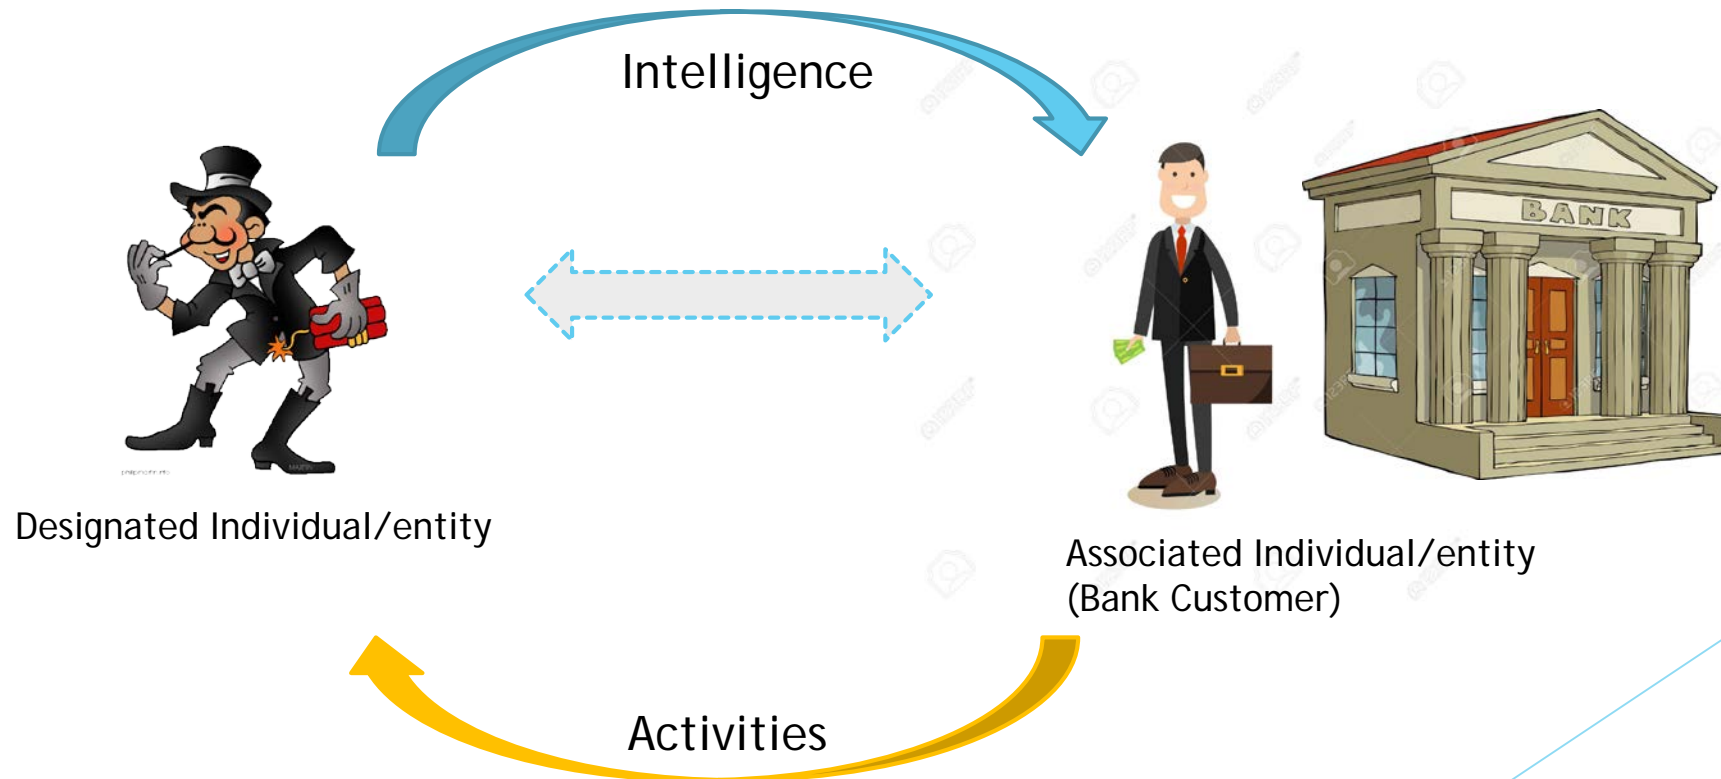 Intelligence
BANK
Designated Individual/entity
Associated Individual/entity
(Bank Customer)
Activities